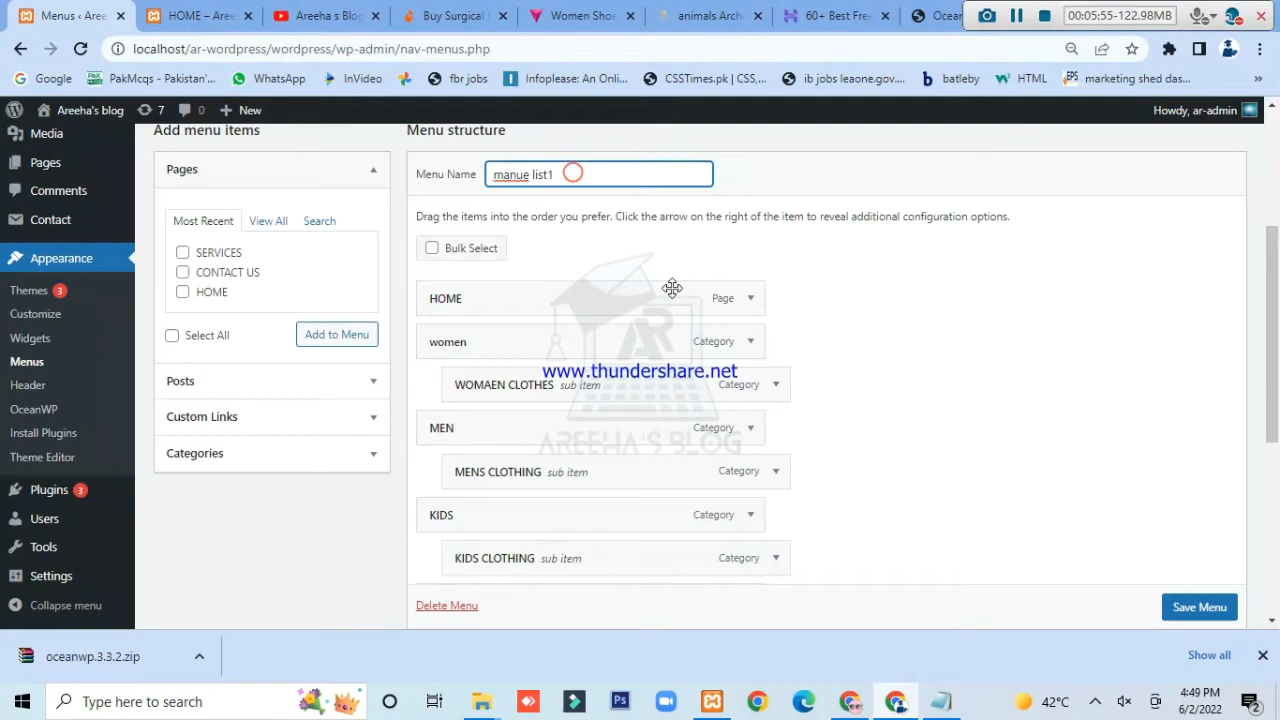 Menus ‹ Areeha's b
HOME – Aree
Areeha's Blog
Buy Surgical
Women Shoe
animals Arch
60+ Best Free
Ocean
00:05:55-122.98MB
localhost/ar-wordpress/wordpress/wp-admin/nav-menus.php
Google
PakMcqs - Pakistan'...
WhatsApp
InVideo
fbr jobs
Infoplease: An Onli...
CSSTimes.pk | CSS,...
ib jobs leaone.gov....
batleby
HTML
marketing shed das...
»
Areeha's blog
7
0
New
Howdy, ar-admin
Media
Pages
Comments
Contact
Appearance
Themes 3
Customize
Widgets
Menus
Header
OceanWP
Install Plugins
Theme Editor
Plugins 3
Users
Tools
Settings
Collapse menu
Add menu items
Pages
Most Recent
View All
Search
SERVICES
CONTACT US
HOME
Select All
Add to Menu
Posts
Custom Links
Categories
Menu structure
Menu Name
manue list1
Drag the items into the order you prefer. Click the arrow on the right of the item to reveal additional configuration options.
Bulk Select
HOME
Page
women
Category
www.thundershare.net
WOMAEN CLOTHES sub item
Category
MEN
Category
AR
AREEHA'S BLOG
MENS CLOTHING sub item
Category
KIDS
Category
KIDS CLOTHING sub item
Category
Delete Menu
Save Menu
oceanwp.3.3.2.zip
Show all
Type here to search
Ps
42°C
4:49 PM
6/2/2022
2